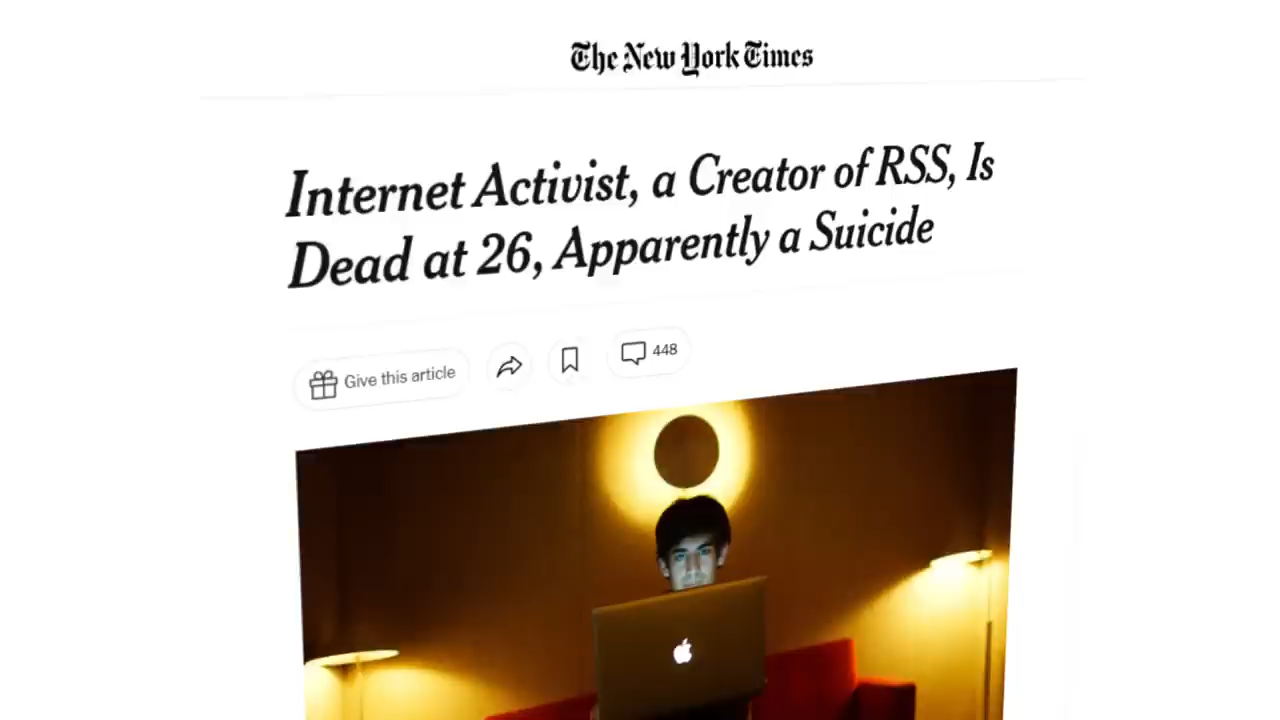 The New York Times
Internet Activist, a Creator of RSS, Is
Dead at 26, Apparently a Suicide
Give this article
448